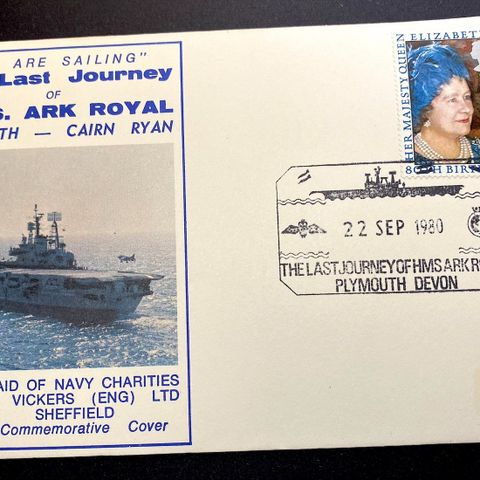 ARE SAILING"
Last Journey
OF
S. ARK ROYAL
TH — CAIRN RYAN
AID OF NAVY CHARITIES
VICKERS (ENG) LTD
SHEFFIELD
Commemorative Cover
HER MAJESTY QUEEN ELIZABETH
80TH BIRTH
22 SEP 1980
THE LAST JOURNEY OF HMS ARK R
PLYMOUTH DEVON